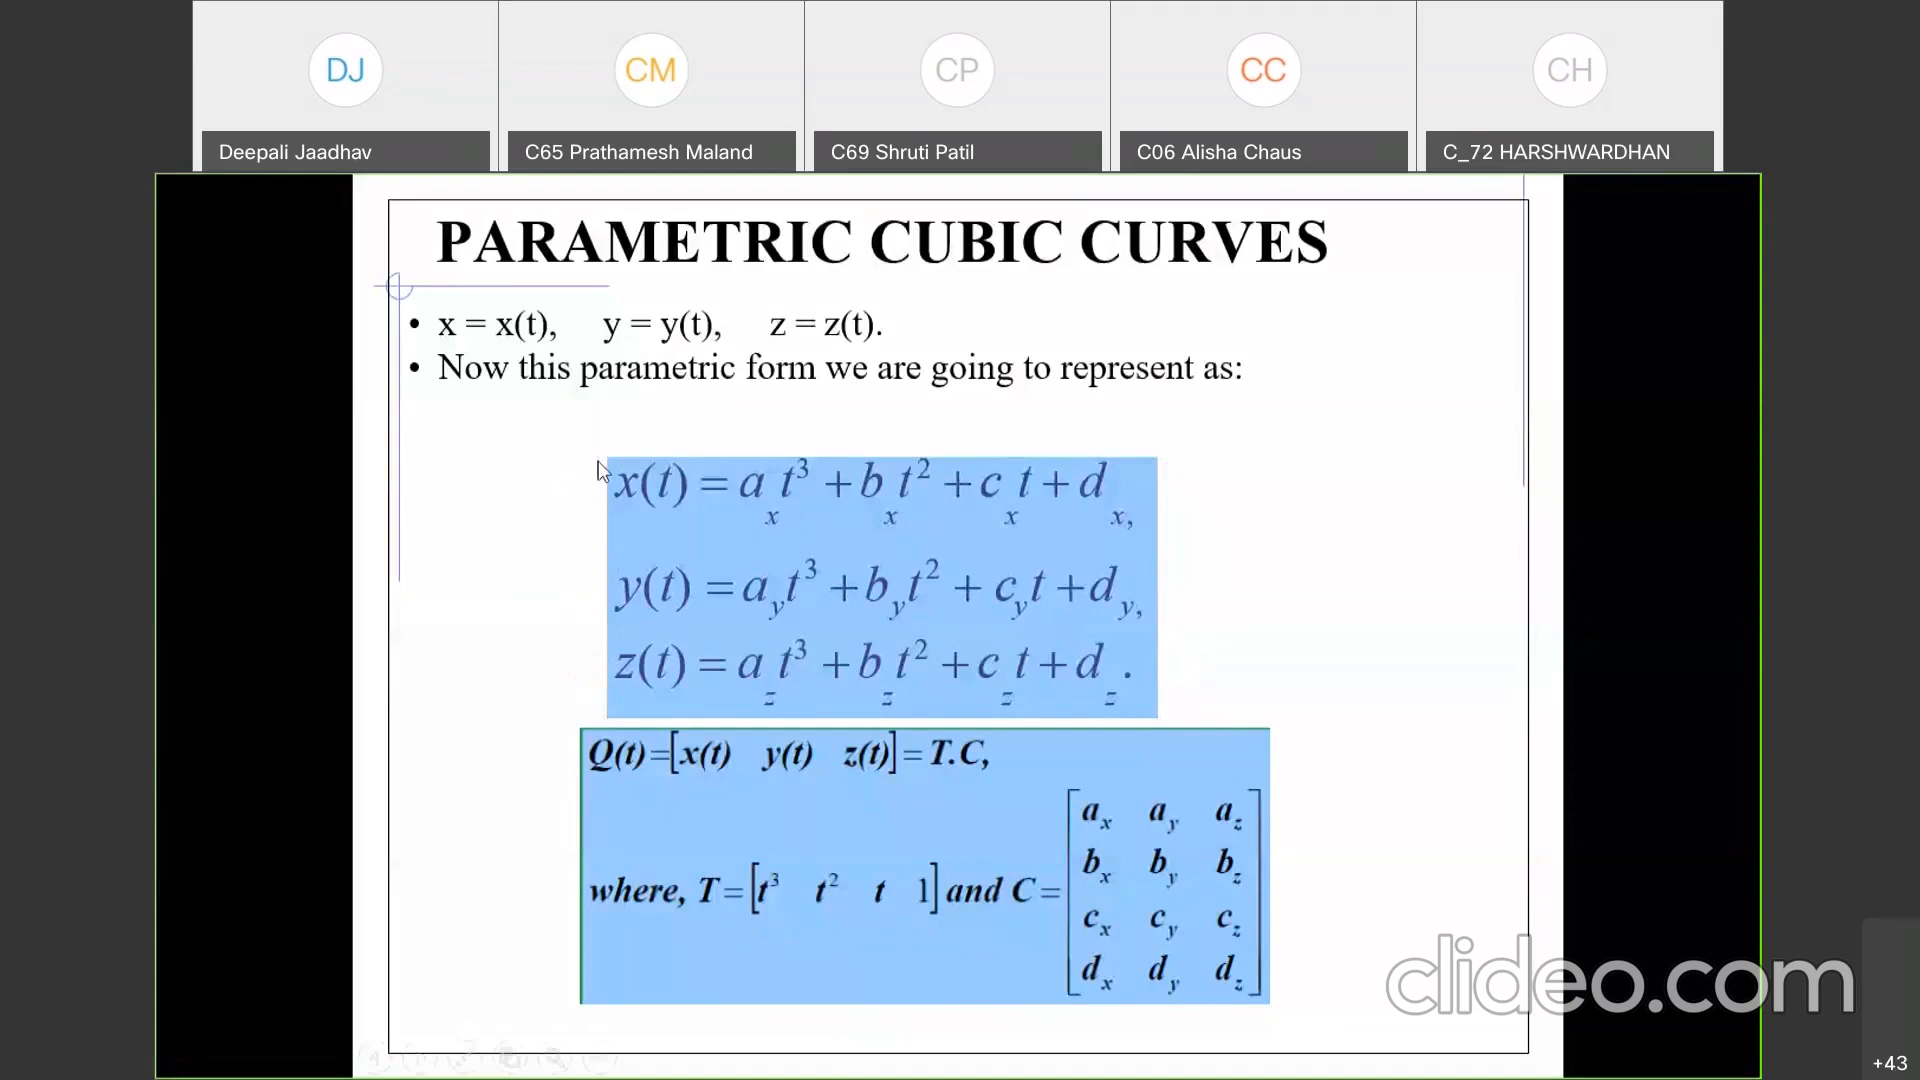 DJ CM CP CC CH
Deepali Jaadhav C65 Prathamesh Maland C69 Shruti Patil C06 Alisha Chaus C_72 HARSHWARDHAN
PARAMETRIC CUBIC CURVES
• x = x(t), y = y(t), z = z(t).
• Now this parametric form we are going to represent as:
x(t) = a_x t³ + b_x t² + c_x t + d_x,
y(t) = a_y t³ + b_y t² + c_y t + d_y,
z(t) = a_z t³ + b_z t² + c_z t + d_z.
Q(t)=[x(t) y(t) z(t)] = T.C,
where, T = [t³ t² t 1] and C =
a_x a_y a_z
b_x b_y b_z
c_x c_y c_z
d_x d_y d_z
clideo.com
+43